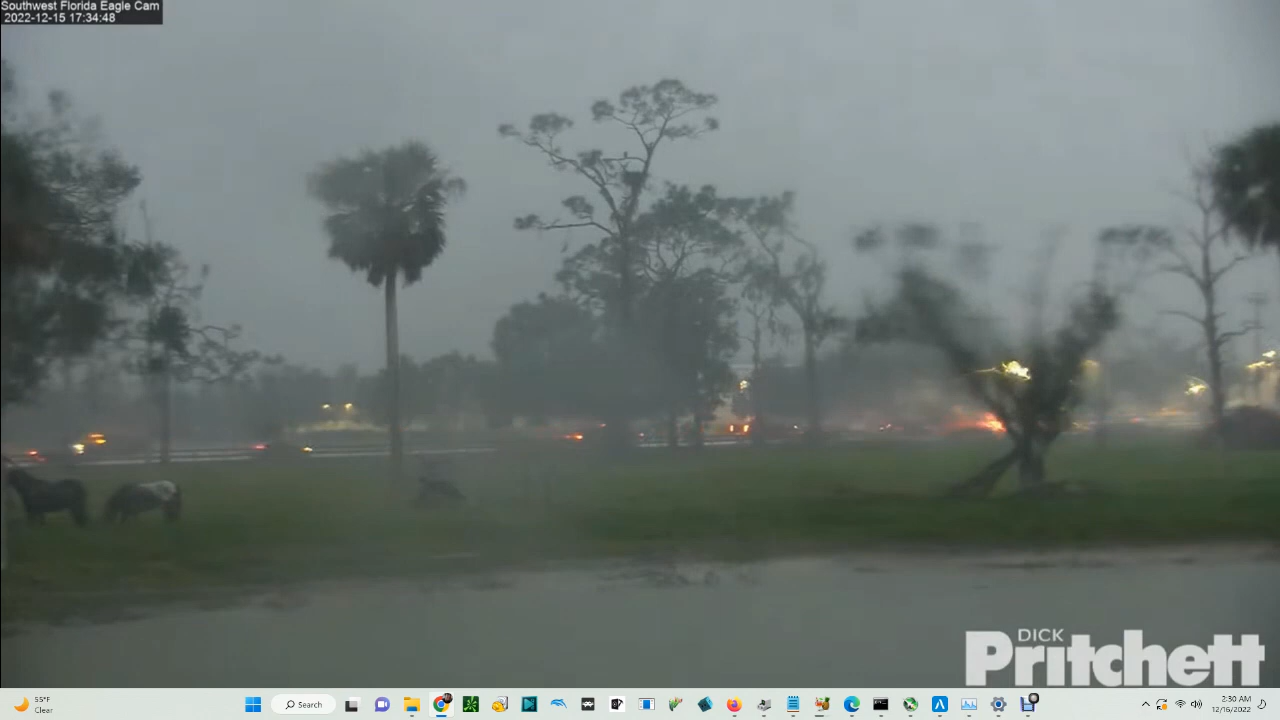 Southwest Florida Eagle Cam
2022-12-15 17:34:48
DICK
Pritchett
55°F
Clear
Search
3:30 AM
12/16/2022